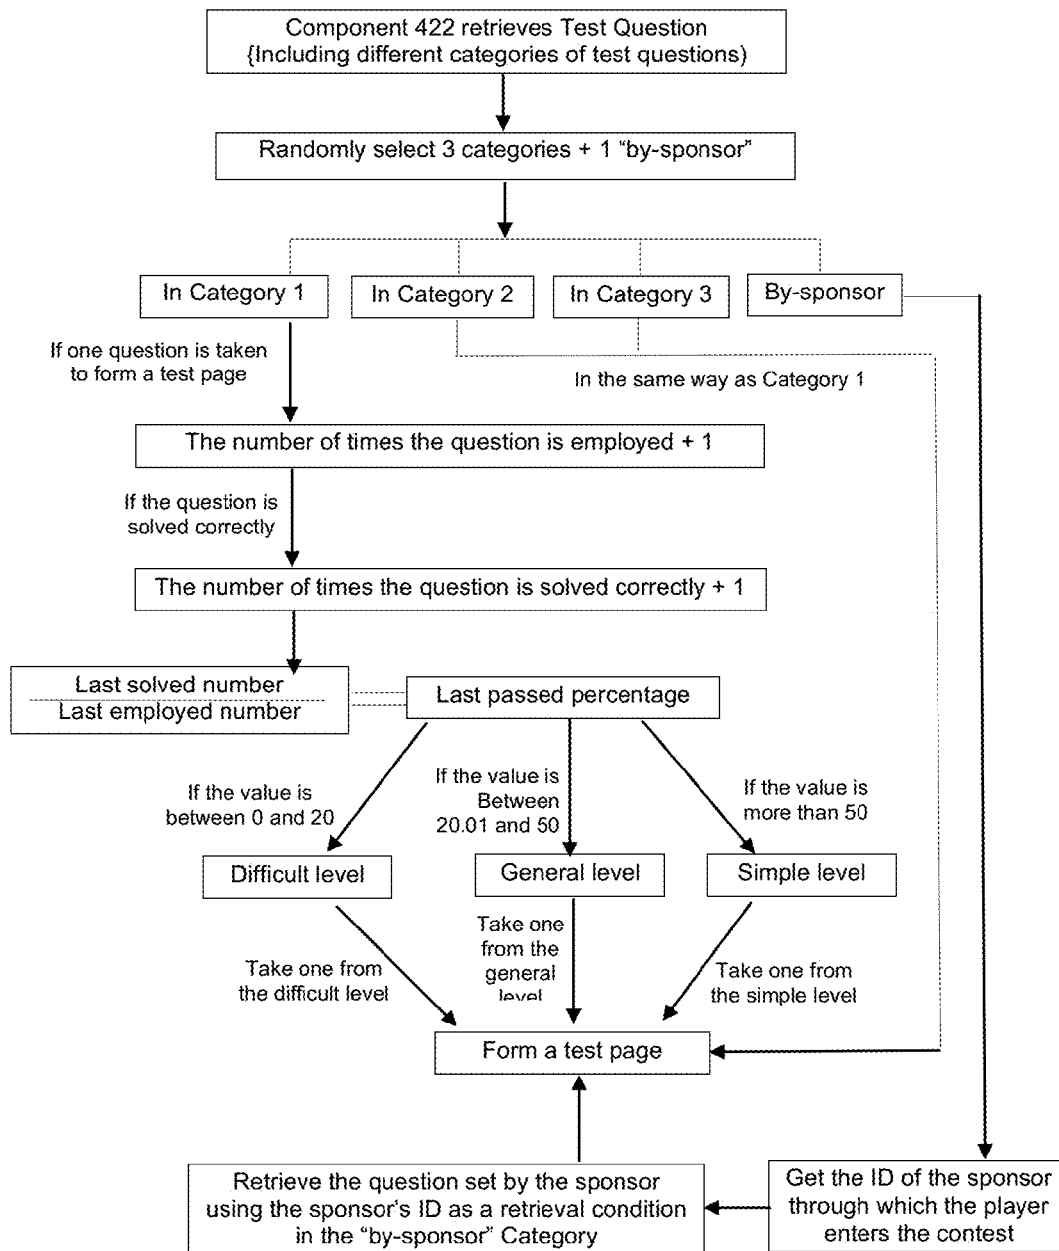 Component 422 retrieves Test Question
{Including different categories of test questions)
Randomly select 3 categories + 1 “by-sponsor”
In Category 1
In Category 2
In Category 3
By-sponsor
If one question is taken
to form a test page
In the same way as Category 1
The number of times the question is employed + 1
If the question is
solved correctly
The number of times the question is solved correctly + 1
Last solved number
Last employed number
Last passed percentage
If the value is
between 0 and 20
If the value is
Between
20.01 and 50
If the value is
more than 50
Difficult level
General level
Simple level
Take one from
the difficult level
Take one
from the
general
level
Take one from
the simple level
Form a test page
Retrieve the question set by the sponsor
using the sponsor’s ID as a retrieval condition
in the “by-sponsor” Category
Get the ID of the sponsor
through which the player
enters the contest